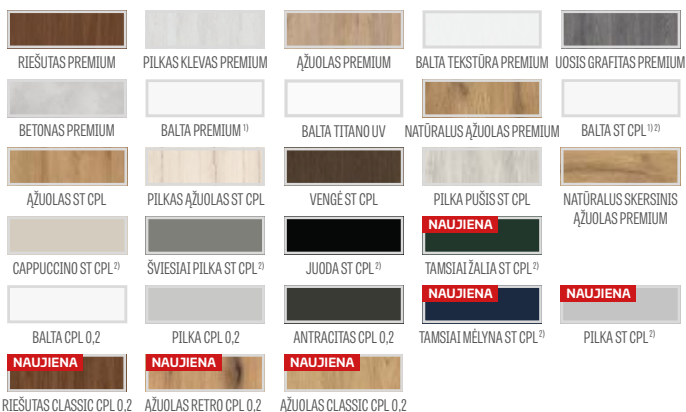 RIEŠUTAS PREMIUM
PILKAS KLEVAS PREMIUM
ĄŽUOLAS PREMIUM
BALTA TEKSTŪRA PREMIUM
UOSIS GRAFITAS PREMIUM
BETONAS PREMIUM
BALTA PREMIUM 1)
BALTA TITANO UV
NATŪRALUS ĄŽUOLAS PREMIUM
BALTA ST CPL 1) 2)
ĄŽUOLAS ST CPL
PILKAS ĄŽUOLAS ST CPL
VENGĖ ST CPL
PILKA PUŠIS ST CPL
NATŪRALUS SKERSINIS
ĄŽUOLAS PREMIUM
NAUJIENA
CAPPUCCINO ST CPL 2)
ŠVIESIAI PILKA ST CPL 2)
JUODA ST CPL 2)
TAMSIAI ŽALIA ST CPL 2)
NAUJIENA
NAUJIENA
BALTA CPL 0,2
PILKA CPL 0,2
ANTRACITAS CPL 0,2
TAMSIAI MĖLYNA ST CPL 2)
PILKA ST CPL 2)
NAUJIENA
NAUJIENA
NAUJIENA
RIEŠUTAS CLASSIC CPL 0,2
ĄŽUOLAS RETRO CPL 0,2
ĄŽUOLAS CLASSIC CPL 0,2